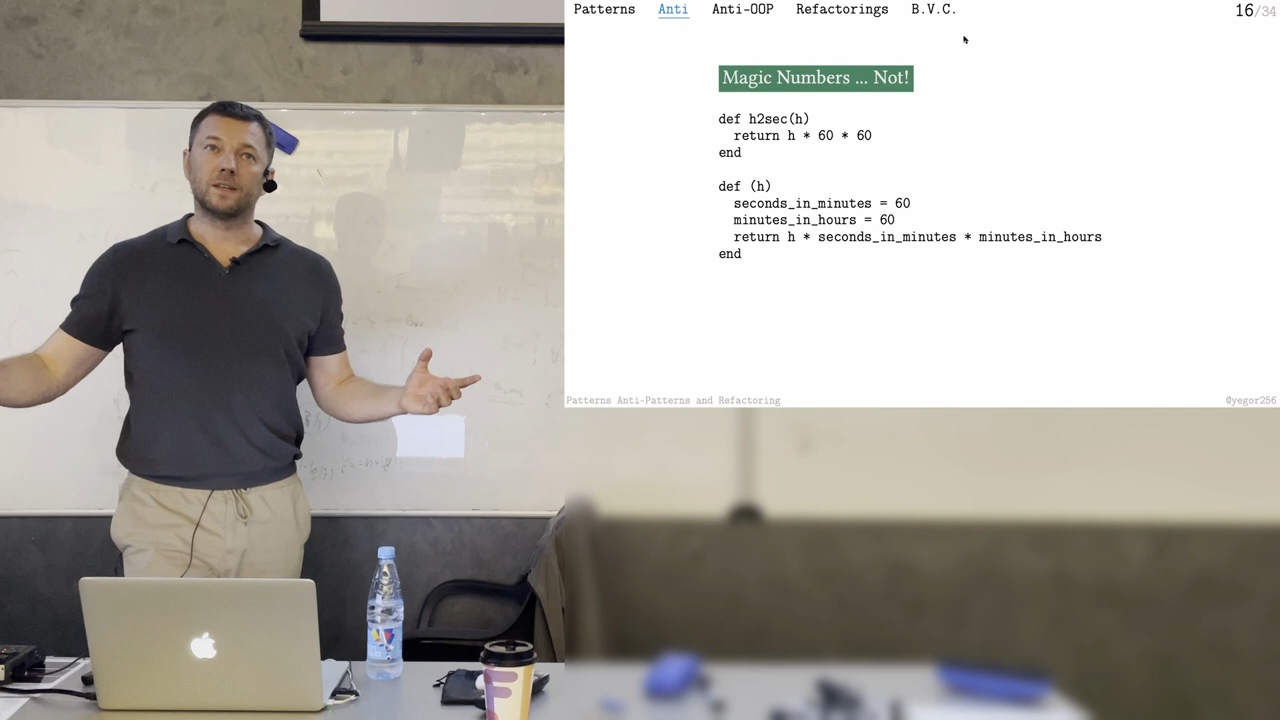 Patterns Anti Anti-OOP Refactorings B.V.C. 16/34
Magic Numbers ... Not!
def h2sec(h)
return h * 60 * 60
end
def (h)
seconds_in_minutes = 60
minutes_in_hours = 60
return h * seconds_in_minutes * minutes_in_hours
end
Patterns Anti-Patterns and Refactoring @yegor256